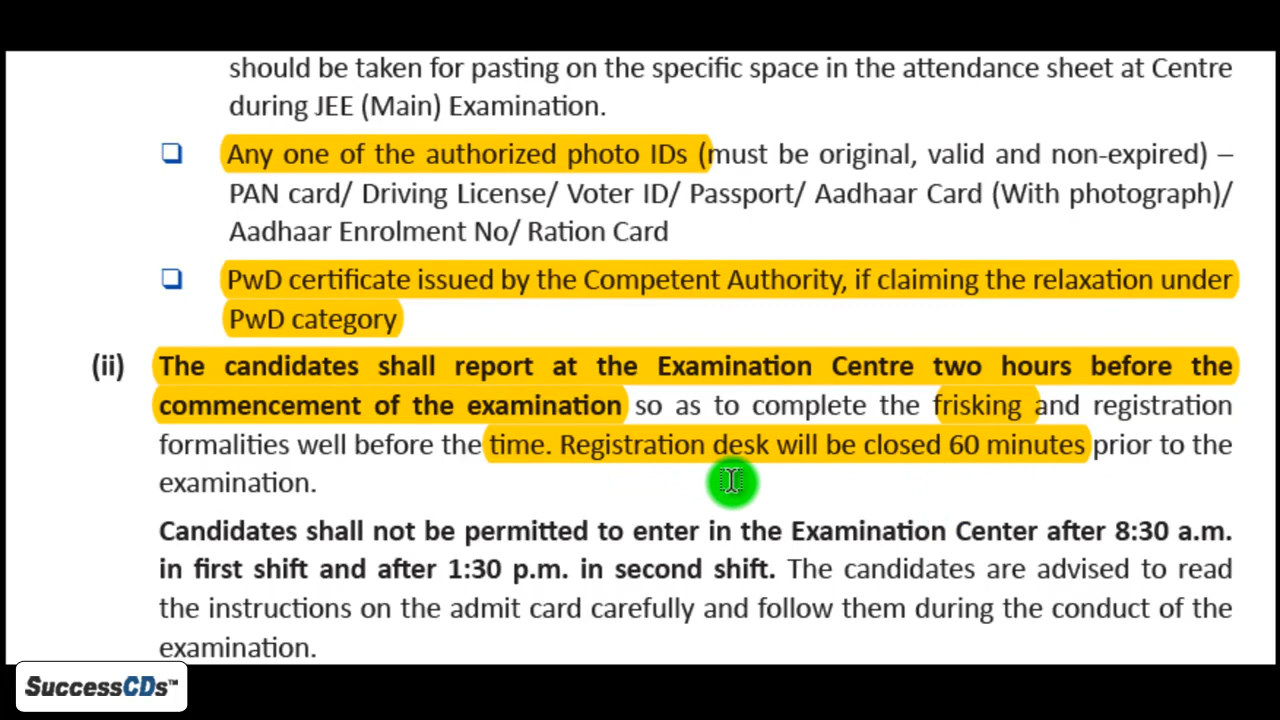 should be taken for pasting on the specific space in the attendance sheet at Centre
during JEE (Main) Examination.
❑ Any one of the authorized photo IDs (must be original, valid and non-expired) –
PAN card/ Driving License/ Voter ID/ Passport/ Aadhaar Card (With photograph)/
Aadhaar Enrolment No/ Ration Card
❑ PwD certificate issued by the Competent Authority, if claiming the relaxation under
PwD category
(ii) The candidates shall report at the Examination Centre two hours before the
commencement of the examination so as to complete the frisking and registration
formalities well before the time. Registration desk will be closed 60 minutes prior to the
examination.
Candidates shall not be permitted to enter in the Examination Center after 8:30 a.m.
in first shift and after 1:30 p.m. in second shift. The candidates are advised to read
the instructions on the admit card carefully and follow them during the conduct of the
examination.
SuccessCDs™